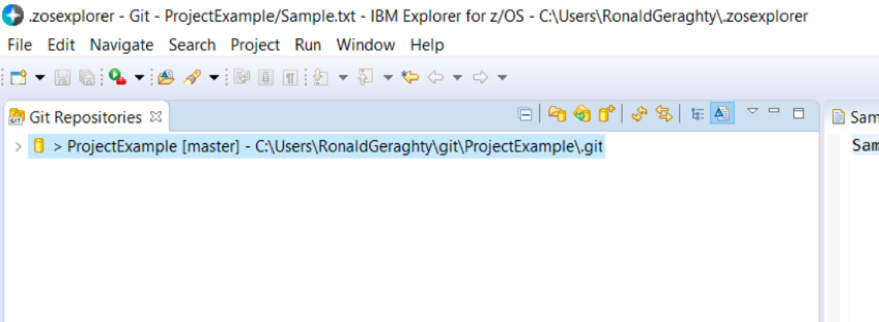 .zosexplorer - Git - ProjectExample/Sample.txt - IBM Explorer for z/OS - C:\Users\RonaldGeraghty\.zosexplorer
File Edit Navigate Search Project Run Window Help
Git Repositories
Sam
> ProjectExample [master] - C:\Users\RonaldGeraghty\git\ProjectExample\.git
Sam